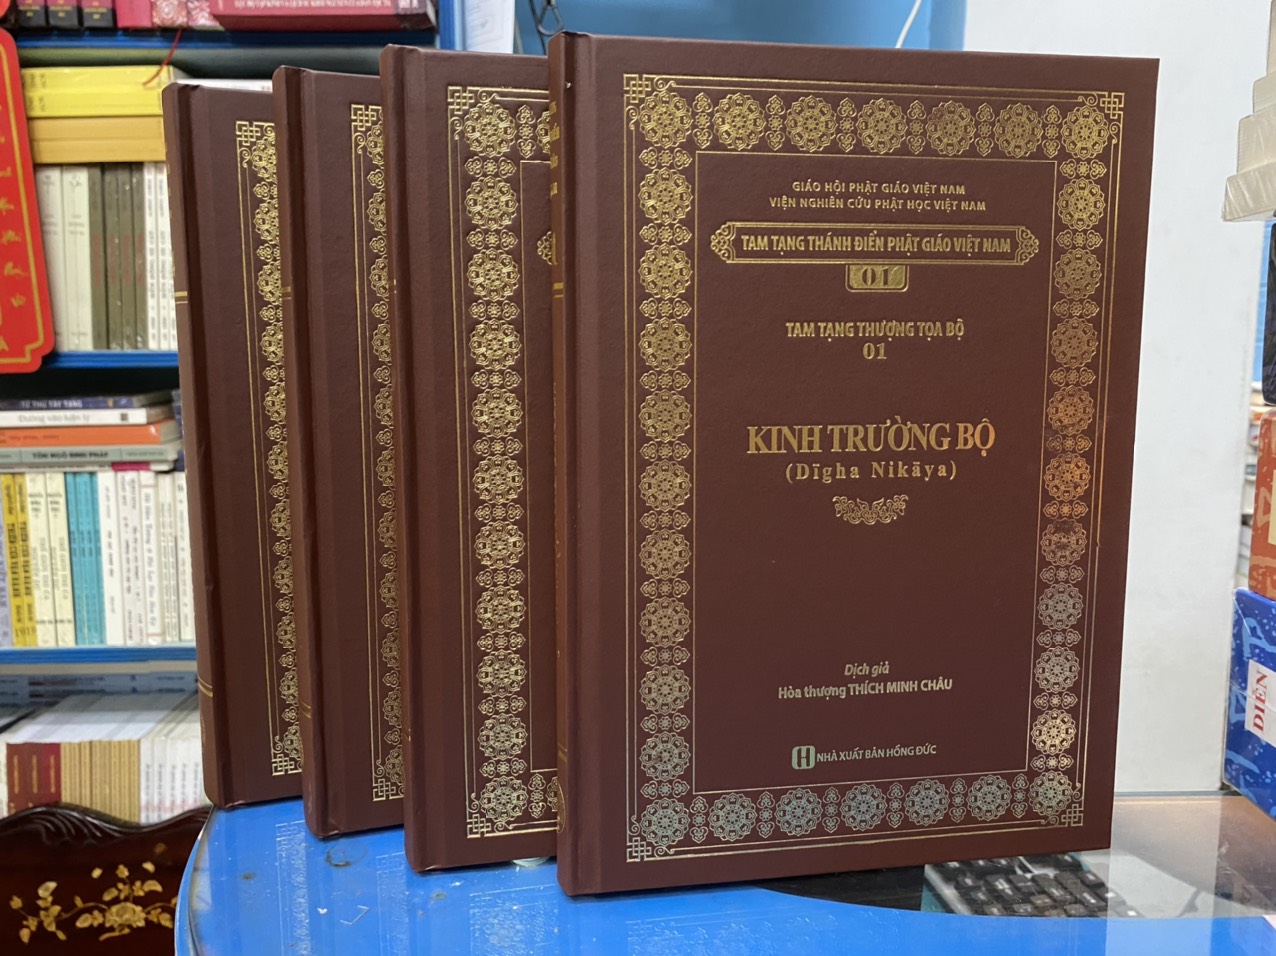 GIÁO HỘI PHẬT GIÁO VIỆT NAM
VIỆN NGHIÊN CỨU PHẬT HỌC VIỆT NAM
TAM TẠNG THÁNH ĐIỂN PHẬT GIÁO VIỆT NAM
01
TAM TẠNG THƯỢNG TỌA BỘ
01
KINH TRƯỜNG BỘ
(Dīgha Nikāya)
Dịch giả
Hòa thượng THÍCH MINH CHÂU
NHÀ XUẤT BẢN HỒNG ĐỨC
DIỄN